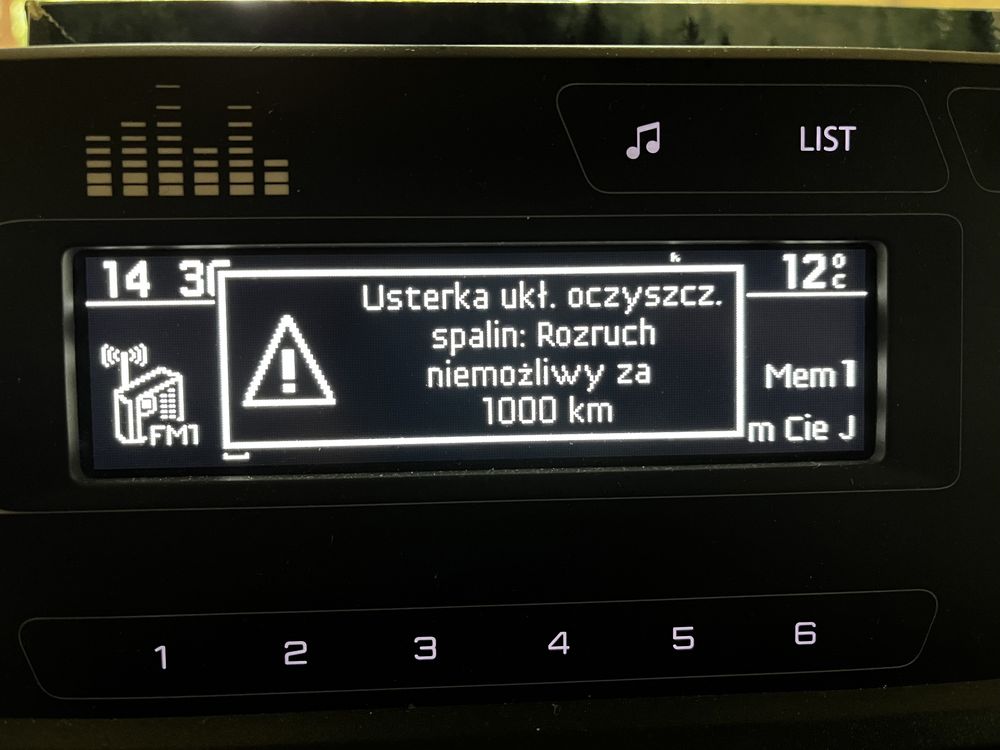 LIST
14 30
12°C
Usterka ukł. oczyszcz.
spalin: Rozruch
niemożliwy za
1000 km
FM1
Mem 1
m Cie J
1 2 3 4 5 6